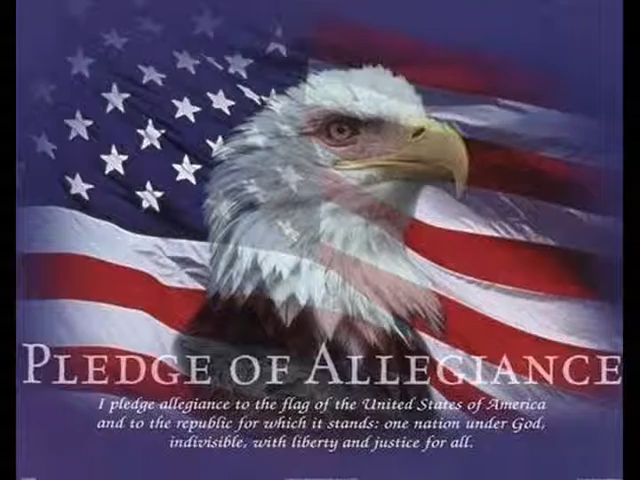 PLEDGE OF ALLEGIANCE
I pledge allegiance to the flag of the United States of America
and to the republic for which it stands: one nation under God,
indivisible, with liberty and justice for all.